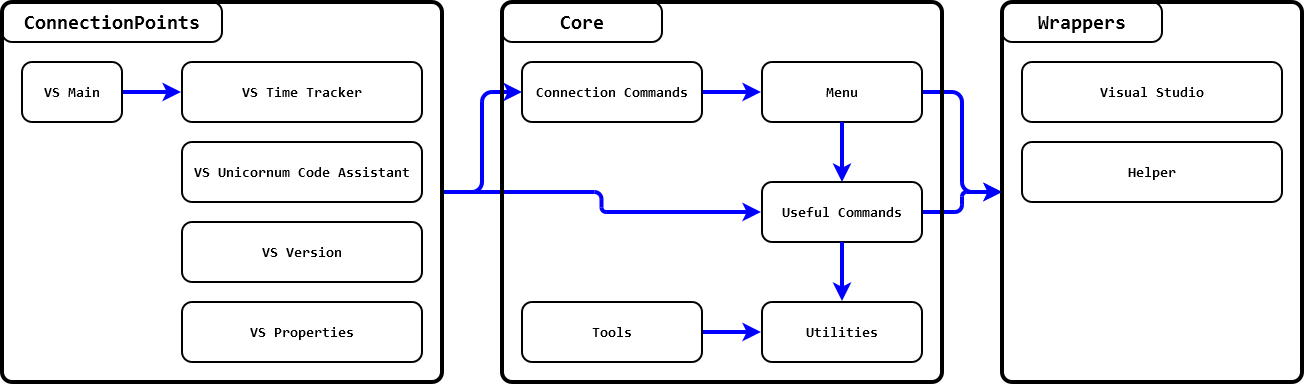 ConnectionPoints
VS Main
VS Time Tracker
VS Unicornum Code Assistant
VS Version
VS Properties
Core
Connection Commands
Menu
Useful Commands
Tools
Utilities
Wrappers
Visual Studio
Helper